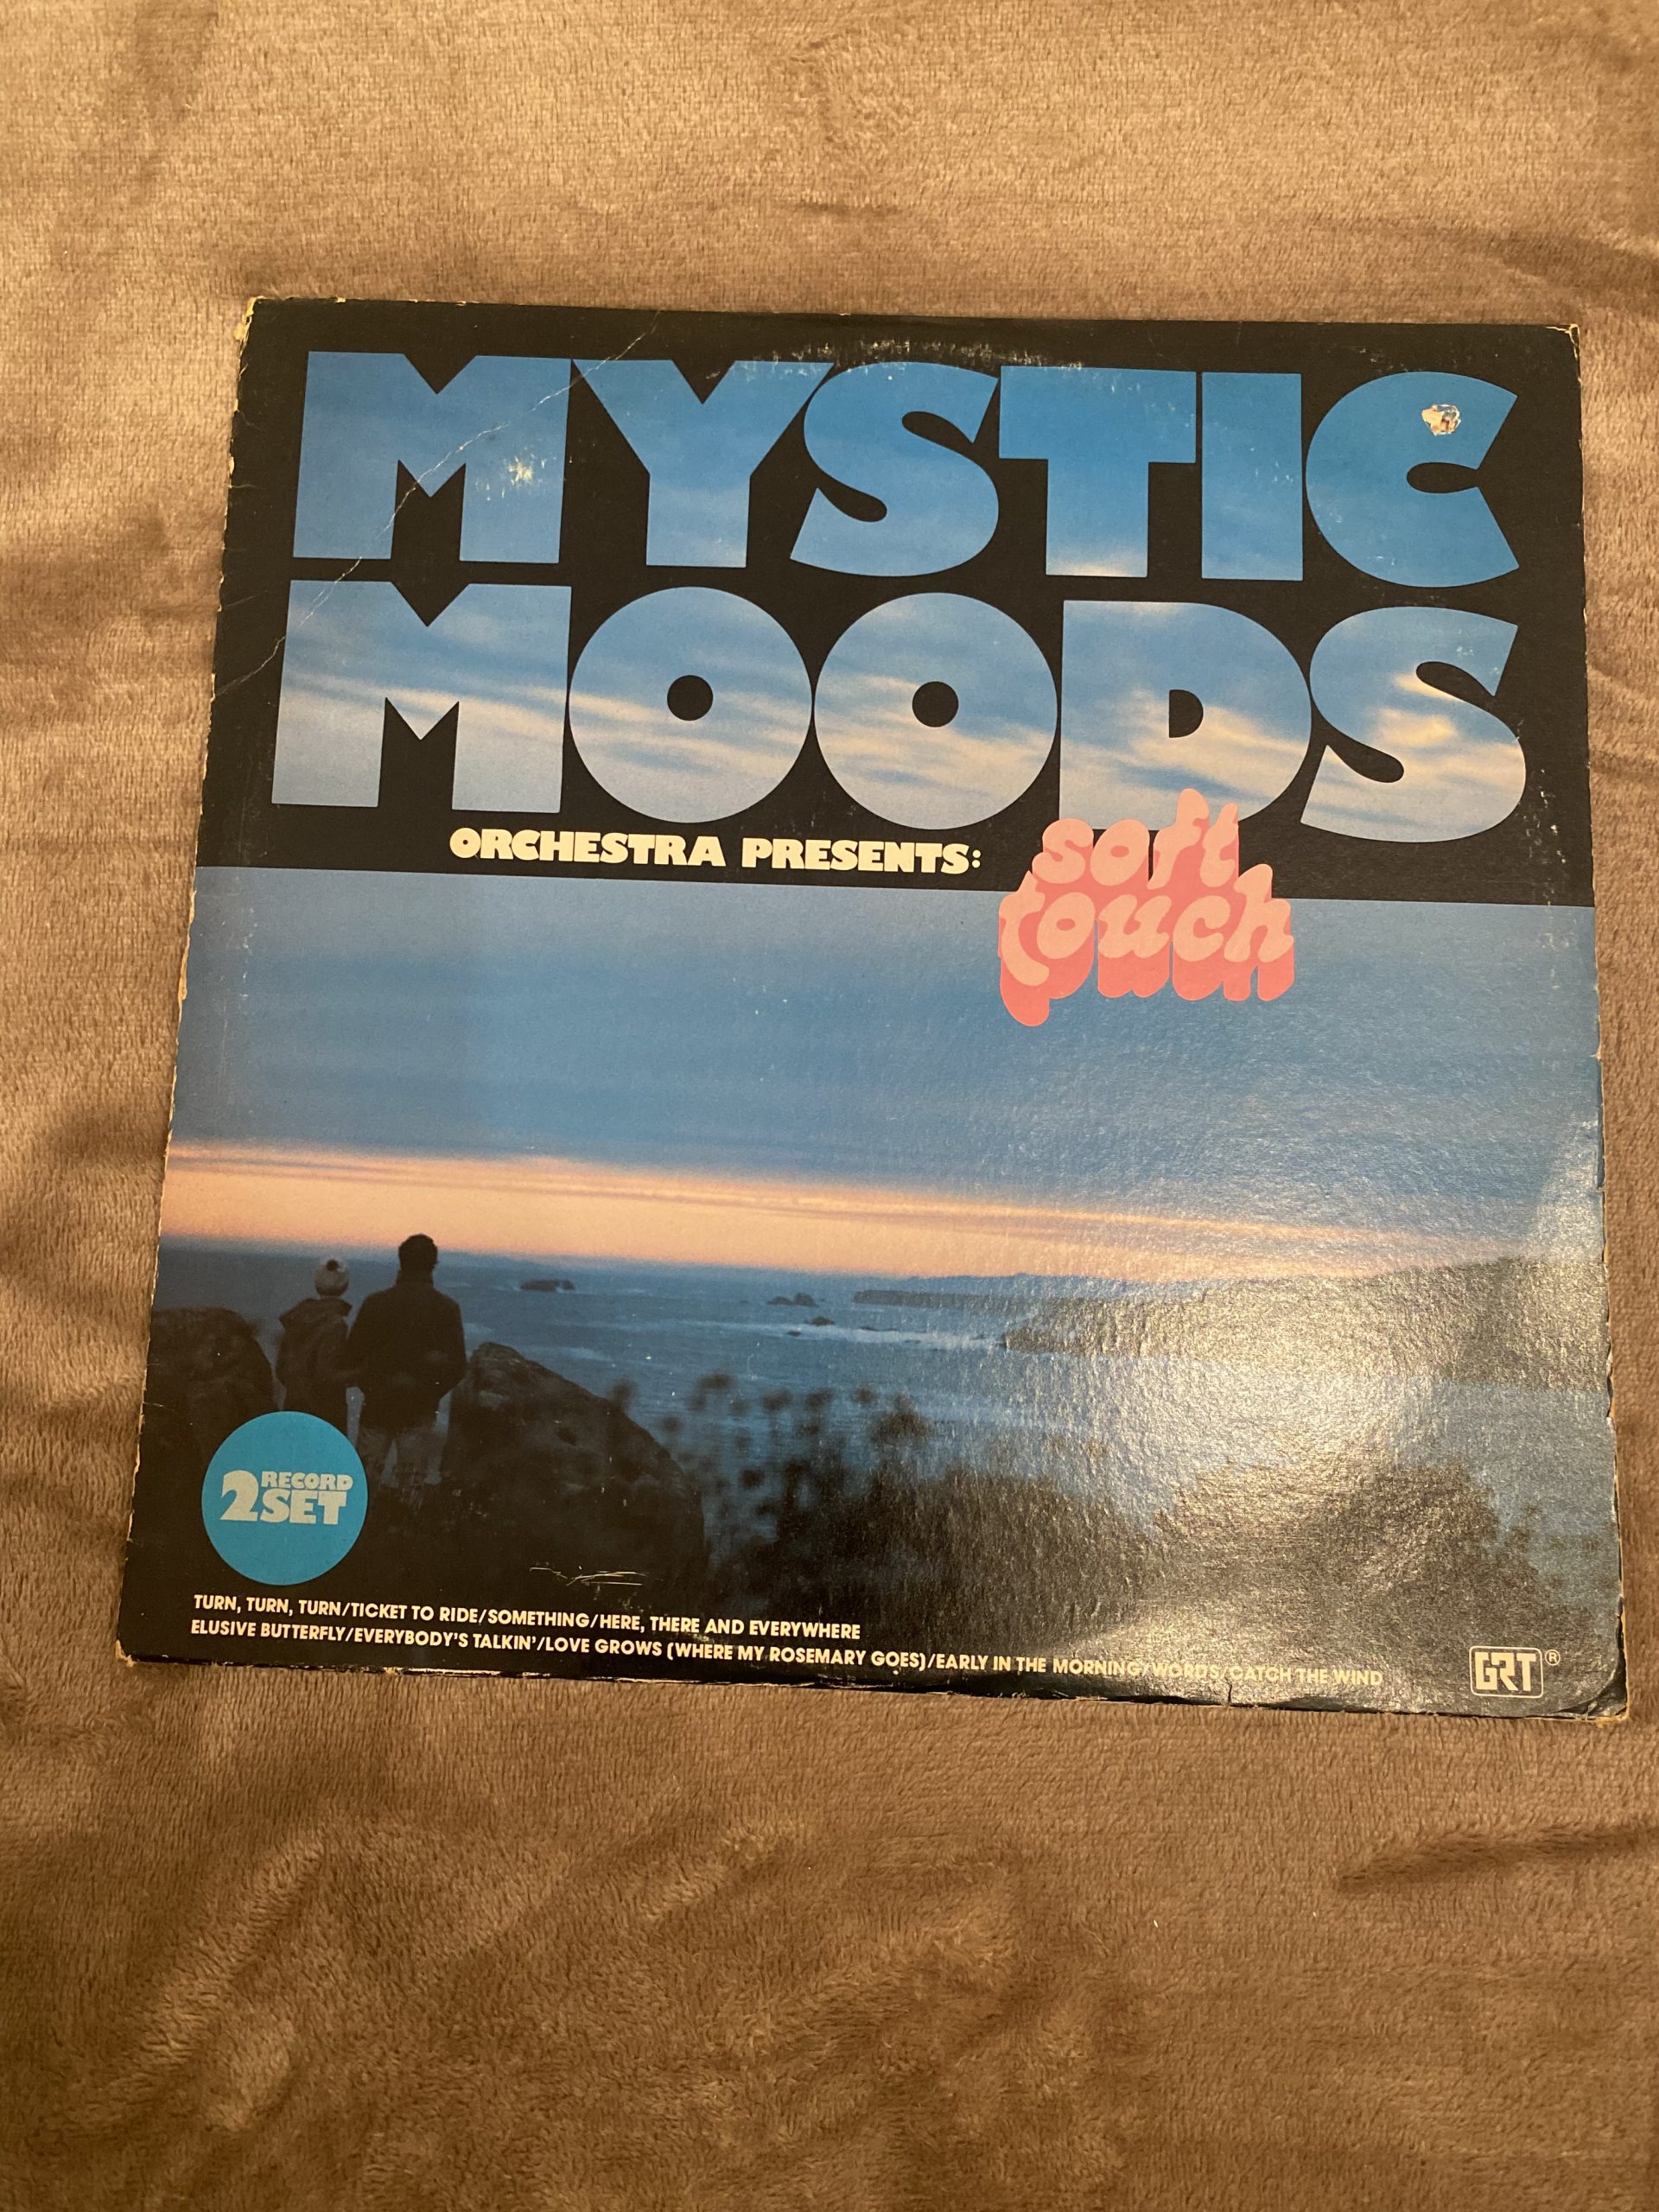 MYSTIC
MOODS
ORCHESTRA PRESENTS:
soft
touch
2 RECORD
SET
TURN, TURN, TURN/TICKET TO RIDE/SOMETHING/HERE, THERE AND EVERYWHERE
ELUSIVE BUTTERFLY/EVERYBODY'S TALKIN'/LOVE GROWS (WHERE MY ROSEMARY GOES)/EARLY IN THE MORNING/WORDS/CATCH THE WIND
GRT®